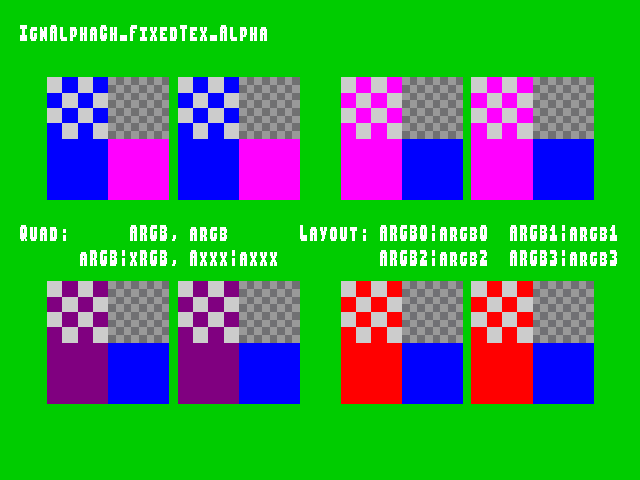 IgnAlphaCh_FixedTex_Alpha
Quad: ARGB, argb Layout: ARGB0|argb0 ARGB1|argb1
argb|xrgb, Axxx|axxx ARGB2|argb2 ARGB3|argb3